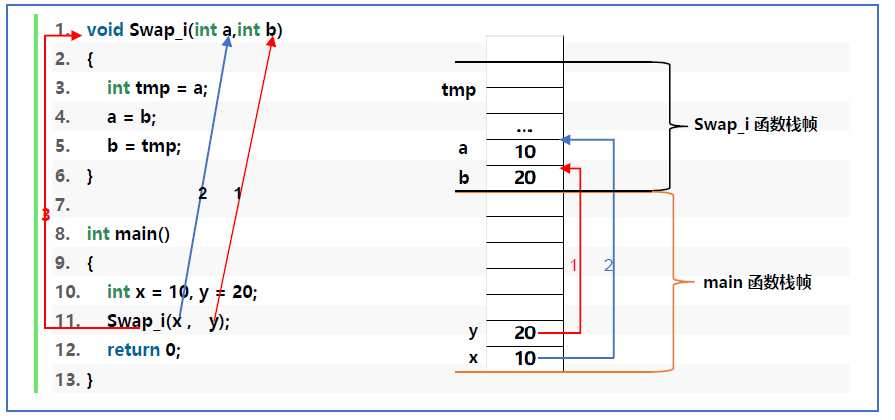 1. void Swap_i(int a,int b)
2. {
3. int tmp = a;
4. a = b;
5. b = tmp;
6. }
7.
8. int main()
9. {
10. int x = 10, y = 20;
11. Swap_i(x , y);
12. return 0;
13. }
3
2 1
tmp
...
a 10
b 20
Swap_i 函数栈帧
1 2
main 函数栈帧
y 20
x 10